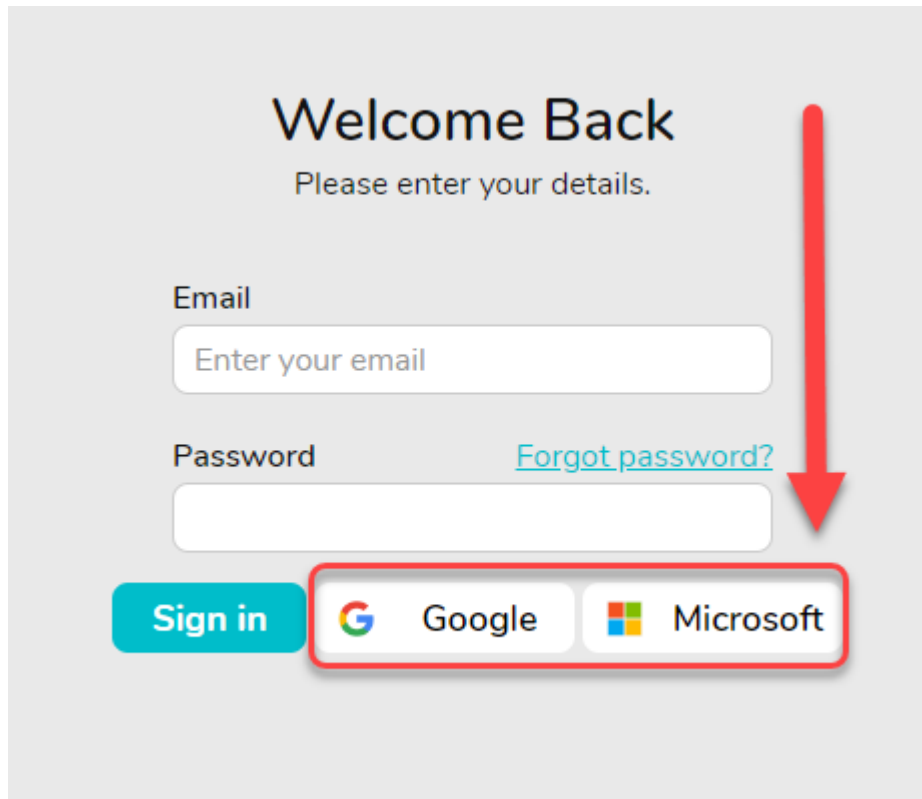 Welcome Back
Please enter your details.
Email
Enter your email
Password Forgot password?
Sign in Google Microsoft